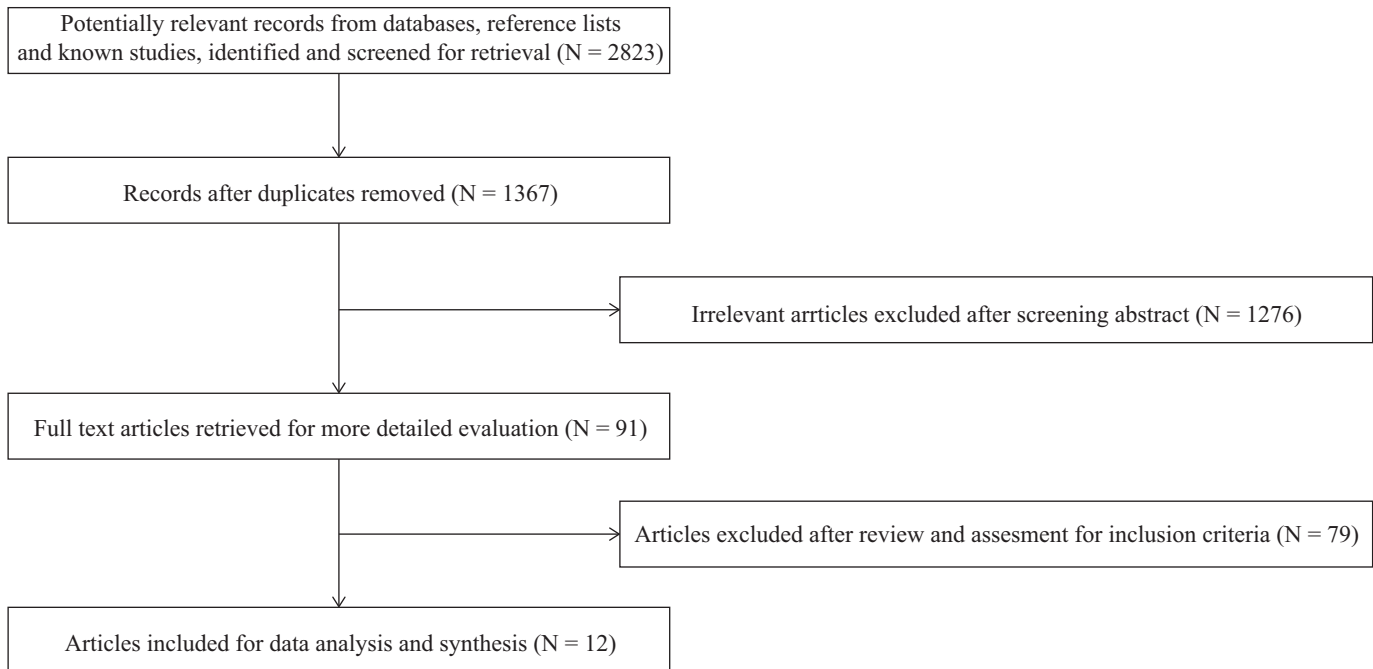 Potentially relevant records from databases, reference lists
and known studies, identified and screened for retrieval (N = 2823)
Records after duplicates removed (N = 1367)
Irrelevant arrticles excluded after screening abstract (N = 1276)
Full text articles retrieved for more detailed evaluation (N = 91)
Articles excluded after review and assesment for inclusion criteria (N = 79)
Articles included for data analysis and synthesis (N = 12)